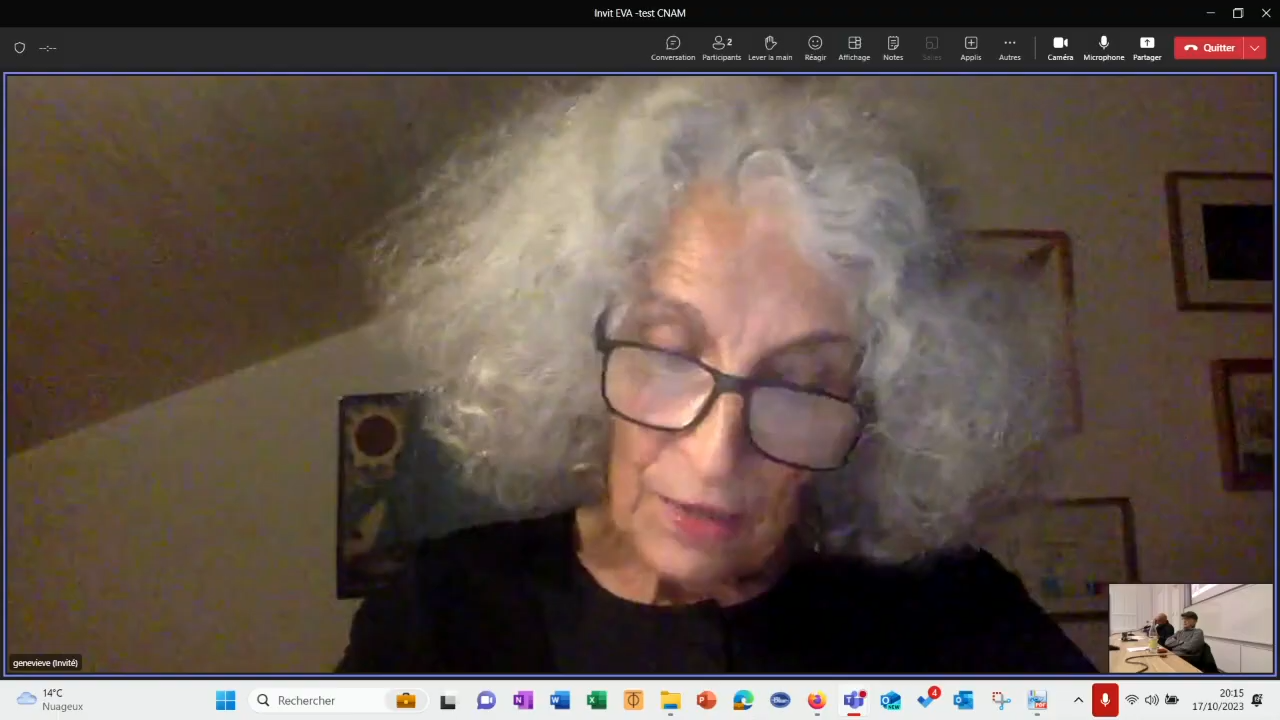 Invit EVA -test CNAM
--:--
Conversation
2
Participants
Lever la main
Réagir
Affichage
Notes
Salles
Applis
Autres
Caméra
Microphone
Partager
Quitter
genevieve (Invité)
14°C
Nuageux
Rechercher
4
20:15
17/10/2023